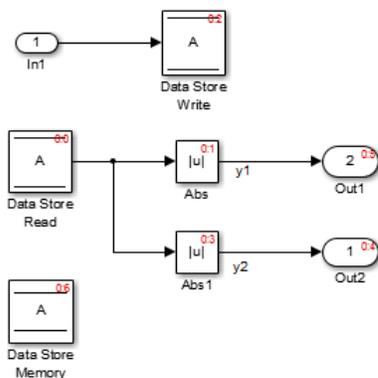 0:2
1
A
In1
Data Store
Write
0:0
A
Data Store
Read
0:1
|u|
Abs
y1
2
0:5
Out1
0:3
|u|
Abs1
y2
1
0:4
Out2
0:6
A
Data Store
Memory